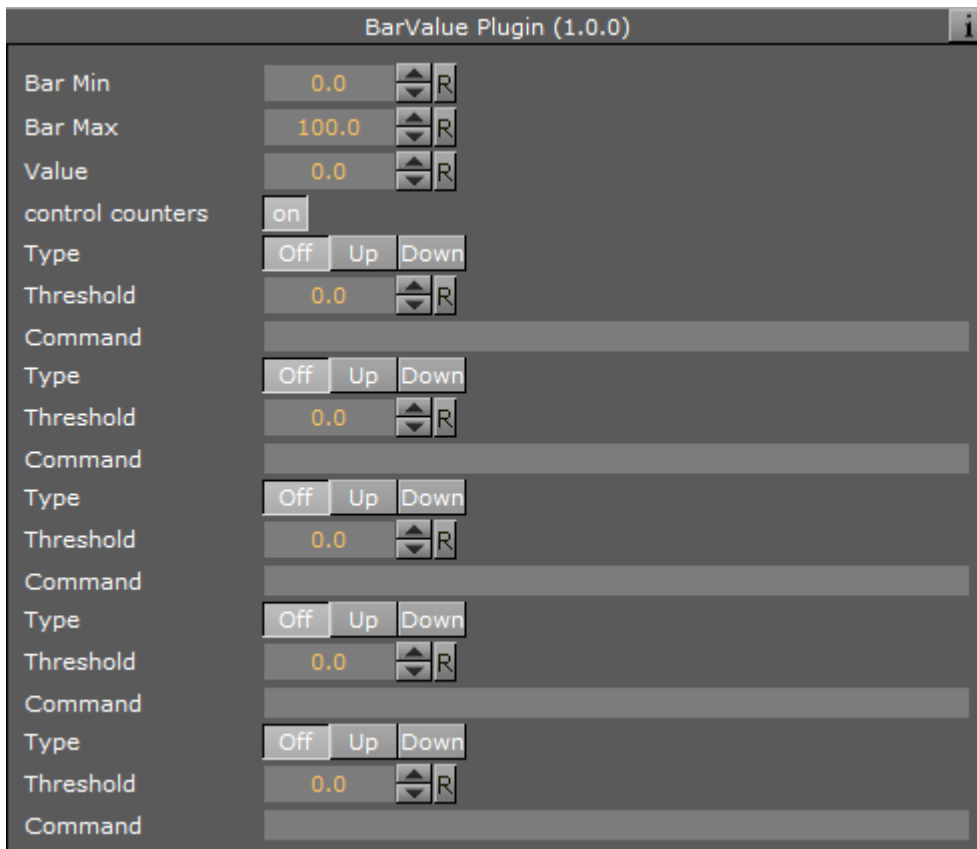 BarValue Plugin (1.0.0) i
Bar Min 0.0 R
Bar Max 100.0 R
Value 0.0 R
control counters on
Type Off Up Down
Threshold 0.0 R
Command
Type Off Up Down
Threshold 0.0 R
Command
Type Off Up Down
Threshold 0.0 R
Command
Type Off Up Down
Threshold 0.0 R
Command
Type Off Up Down
Threshold 0.0 R
Command